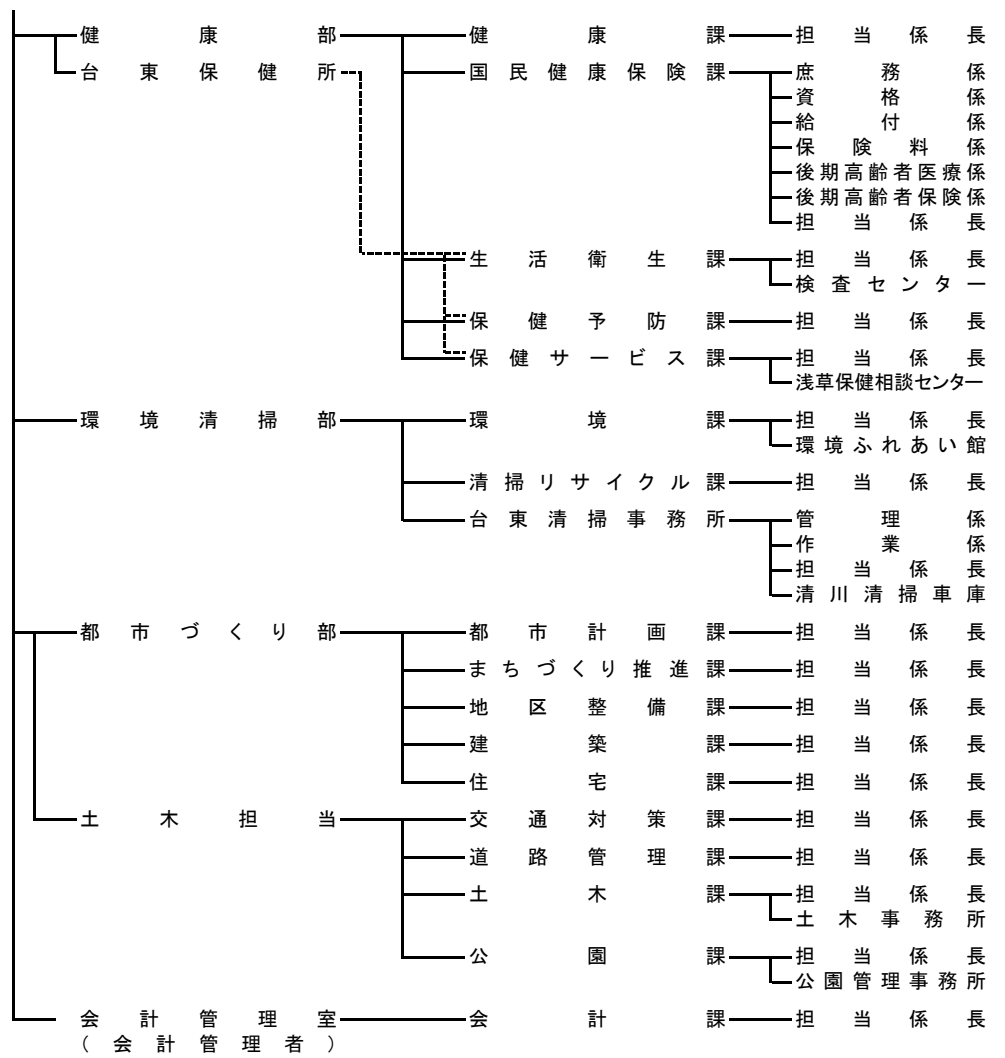 健康部 健康課 担当係長
台東保健所 国民健康保険課 庶務係
資格係
給付係
保険料係
後期高齢者医療係
後期高齢者保険係
担当係長
生活衛生課 担当係長
検査センター
保健予防課 担当係長
保健サービス課 担当係長
浅草保健相談センター
環境清掃部 環境課 担当係長
環境ふれあい館
清掃リサイクル課 担当係長
台東清掃事務所 管理係
作業係
担当係長
清川清掃車庫
都市づくり部 都市計画課 担当係長
まちづくり推進課 担当係長
地区整備課 担当係長
建築課 担当係長
住宅課 担当係長
土木担当 交通対策課 担当係長
道路管理課 担当係長
土木課 担当係長
土木事務所
公園課 担当係長
公園管理事務所
会計管理室 会計課 担当係長
(会計管理者)